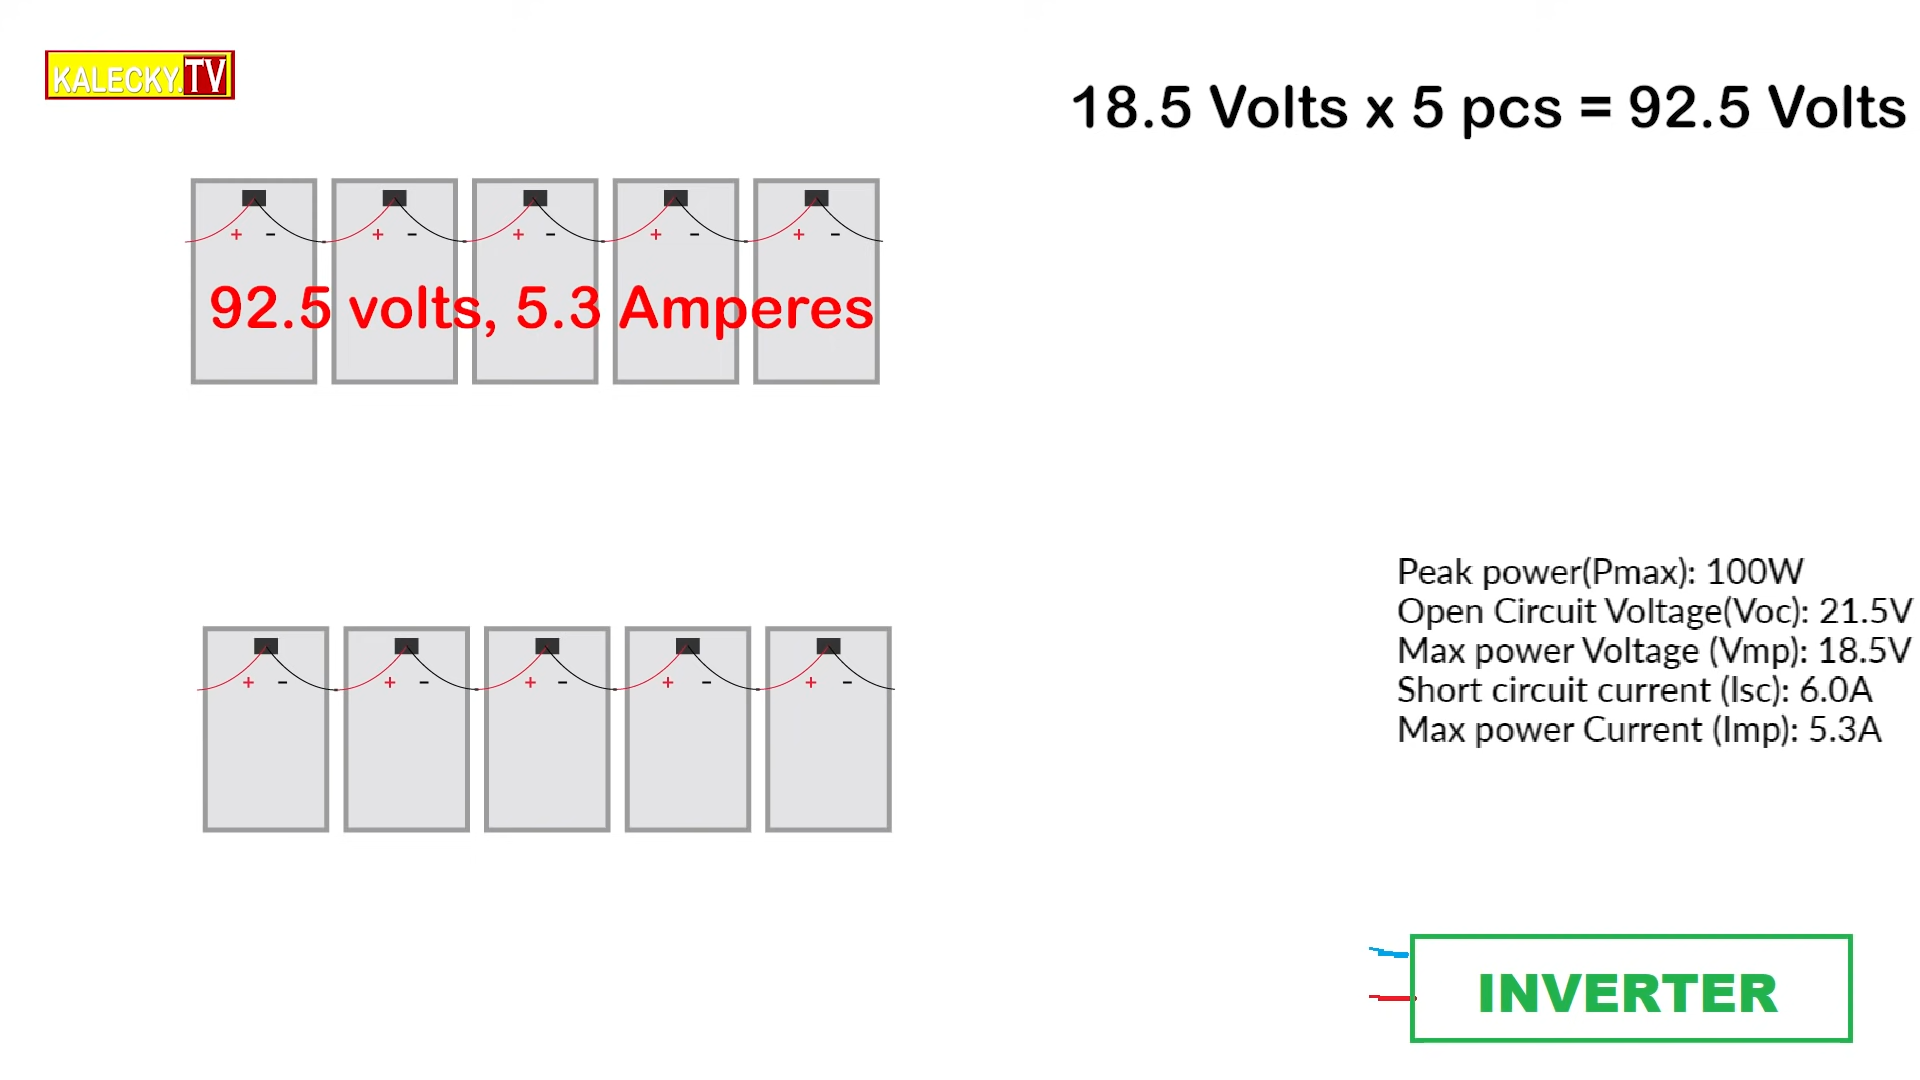 KALECKY.TV
18.5 Volts x 5 pcs = 92.5 Volts
+ - + - + - + - + -
92.5 volts, 5.3 Amperes
Peak power(Pmax): 100W
Open Circuit Voltage(Voc): 21.5V
Max power Voltage (Vmp): 18.5V
Short circuit current (Isc): 6.0A
Max power Current (Imp): 5.3A
+ - + - + - + - + -
INVERTER